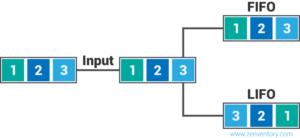 FIFO
1 2 3
Input
1 2 3
1 2 3
LIFO
3 2 1
www.zenventory.com